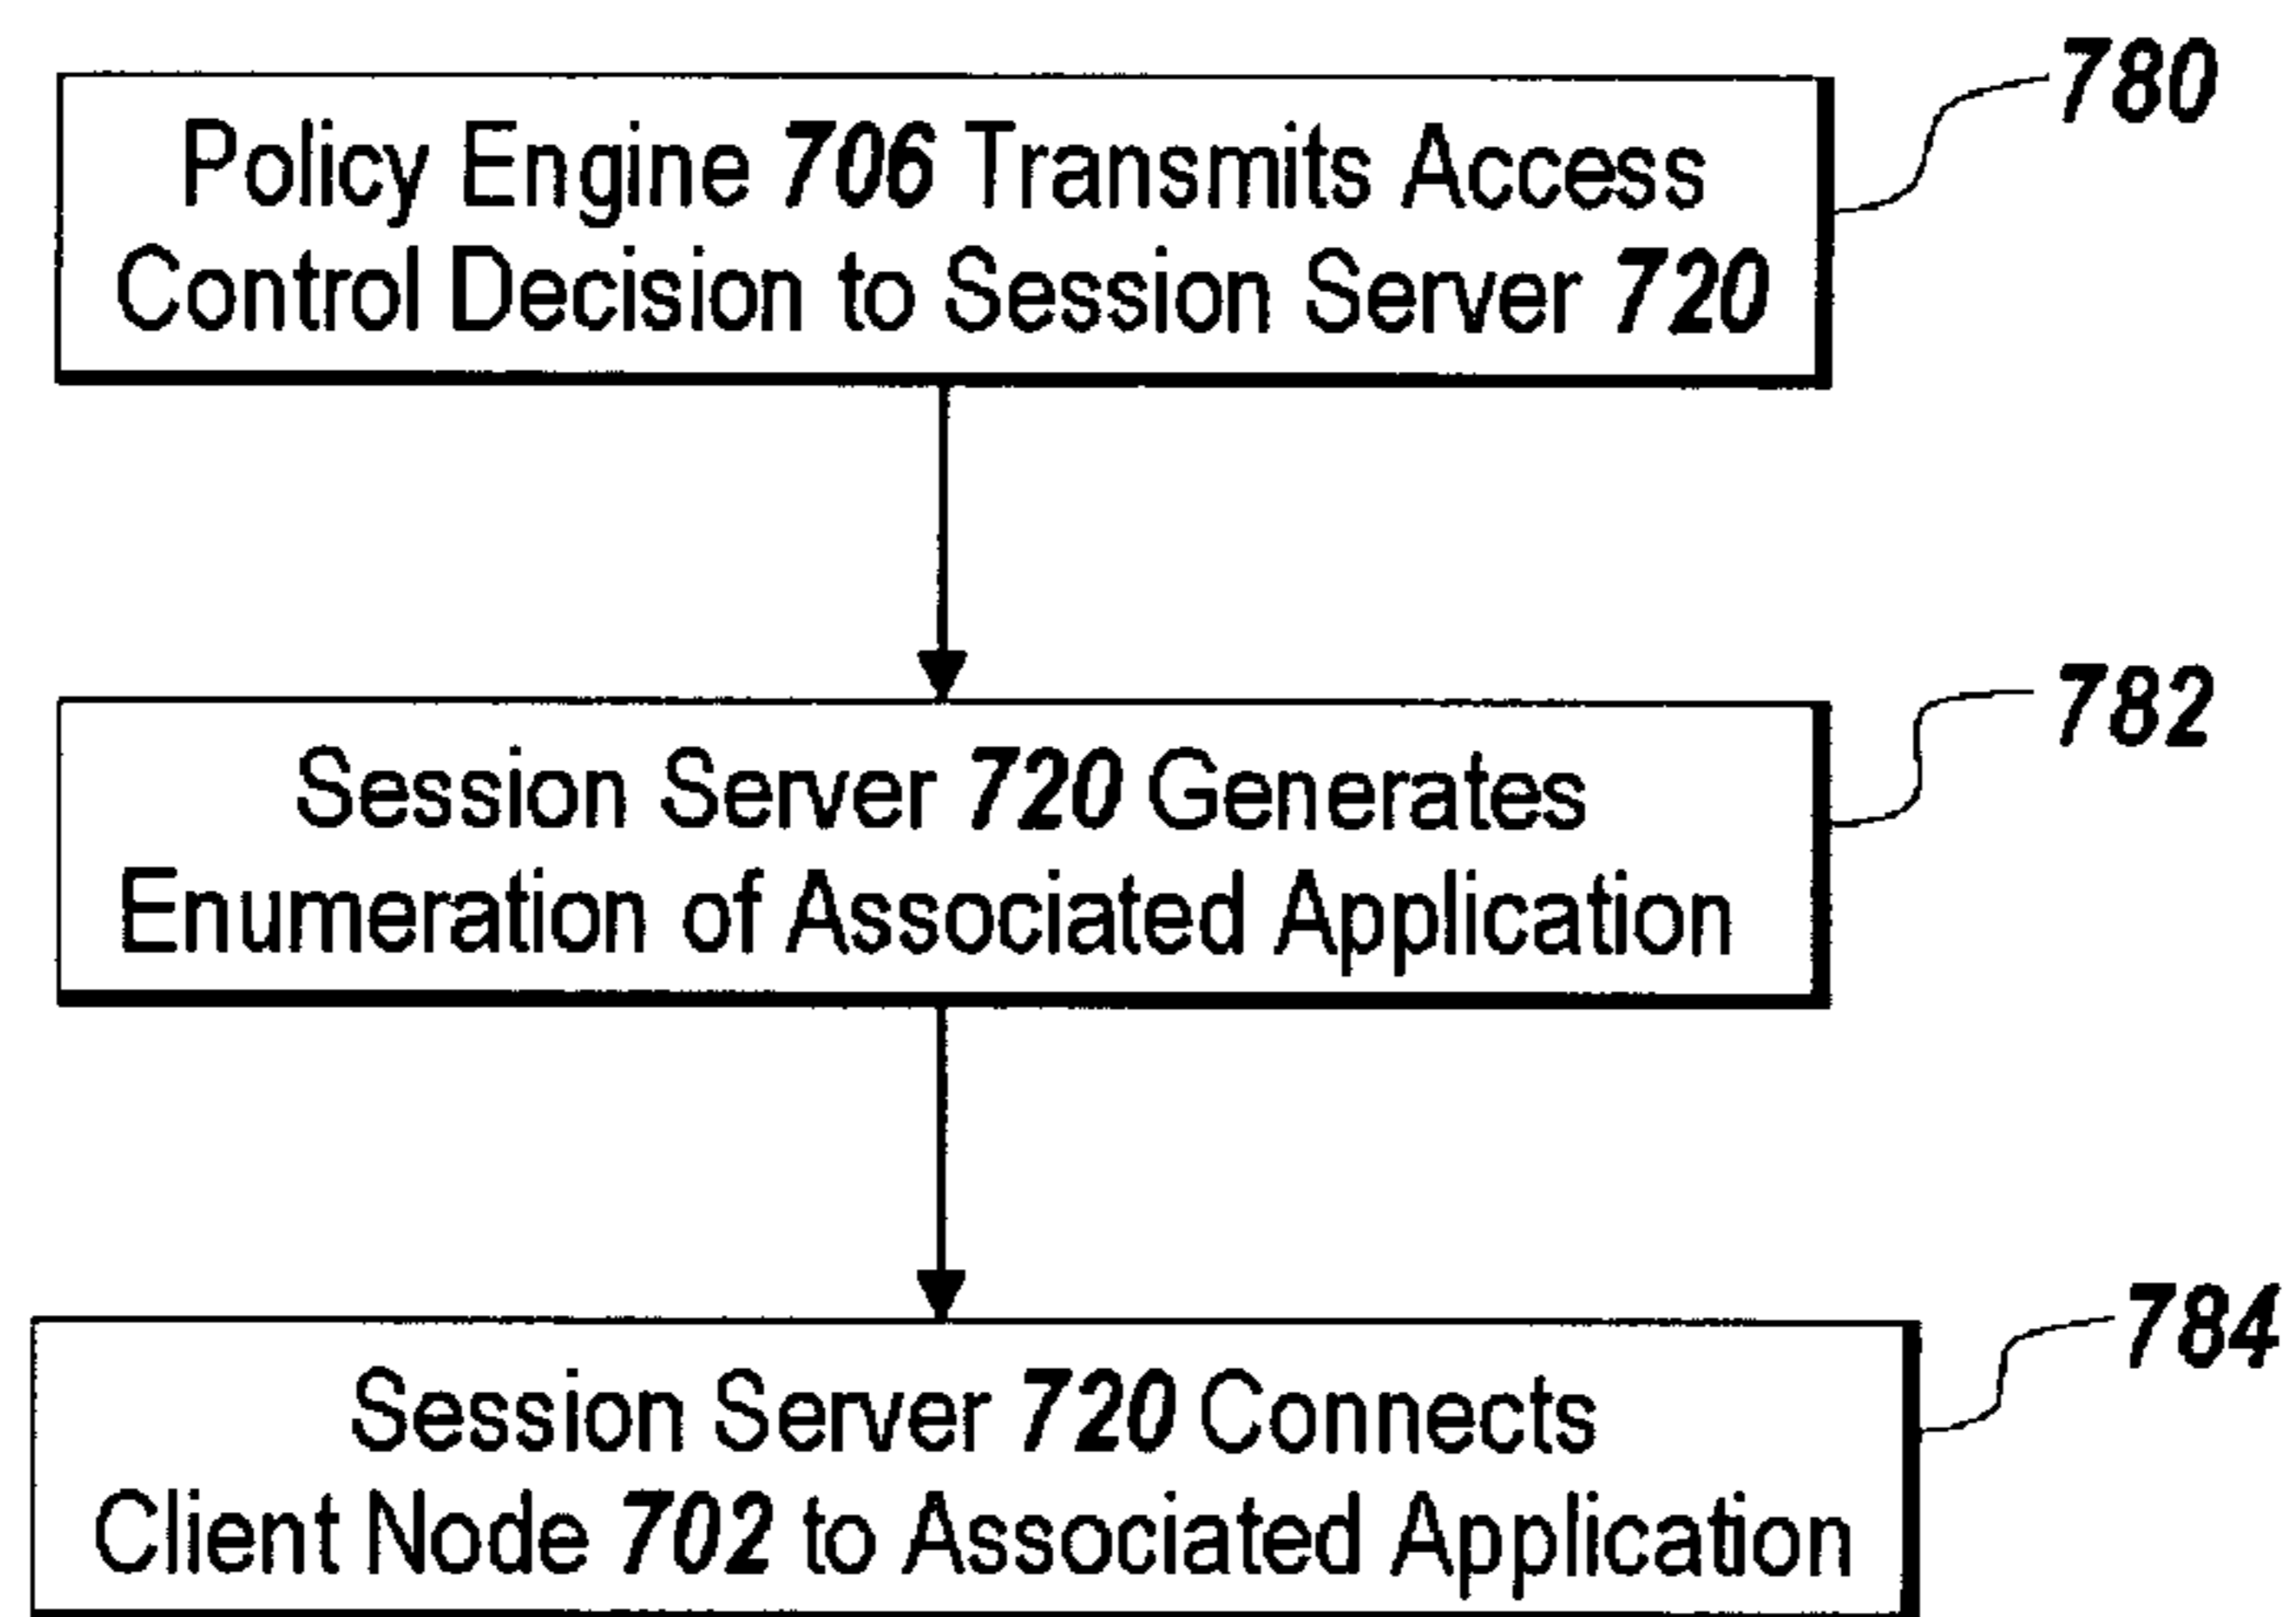 780
Policy Engine 706 Transmits Access
Control Decision to Session Server 720
782
Session Server 720 Generates
Enumeration of Associated Application
784
Session Server 720 Connects
Client Node 702 to Associated Application